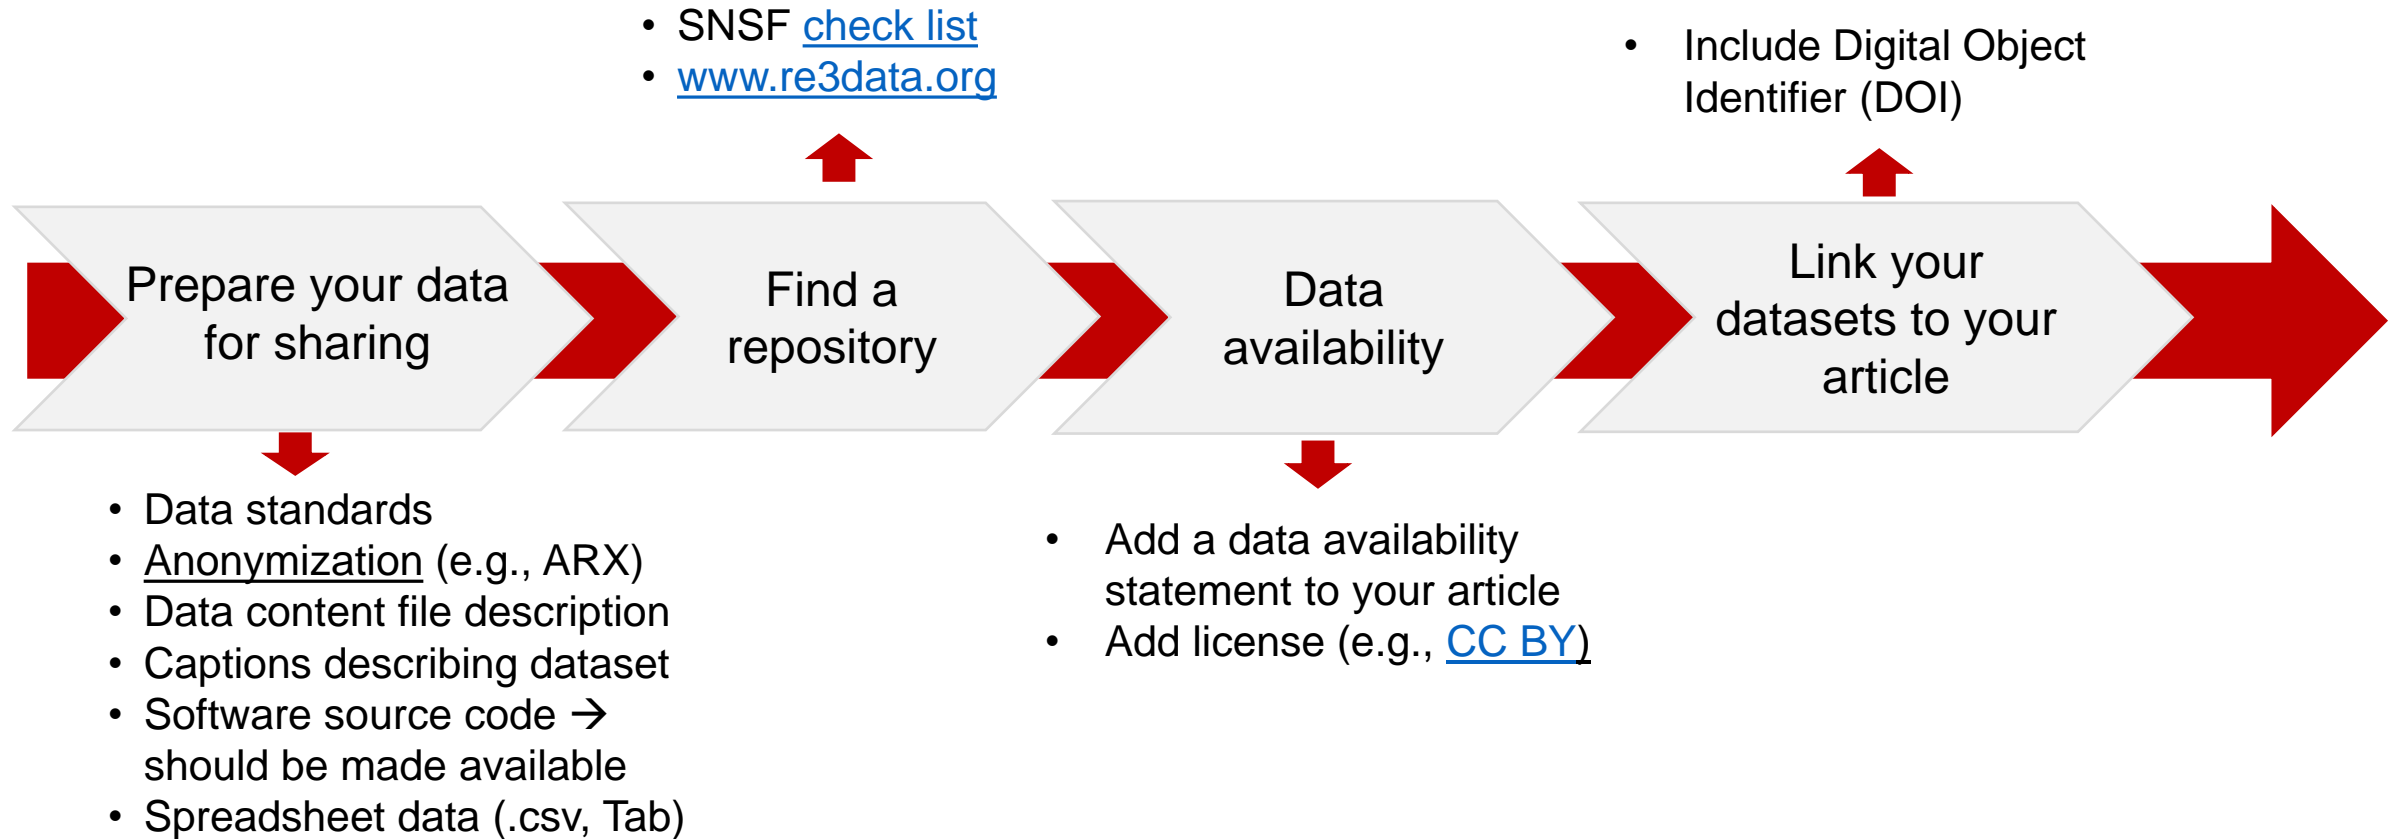 • SNSF check list
• www.re3data.org
• Include Digital Object
Identifier (DOI)
Prepare your data
for sharing
Find a
repository
Data
availability
Link your
datasets to your
article
• Data standards
• Anonymization (e.g., ARX)
• Data content file description
• Captions describing dataset
• Software source code →
should be made available
• Spreadsheet data (.csv, Tab)
• Add a data availability
statement to your article
• Add license (e.g., CC BY)